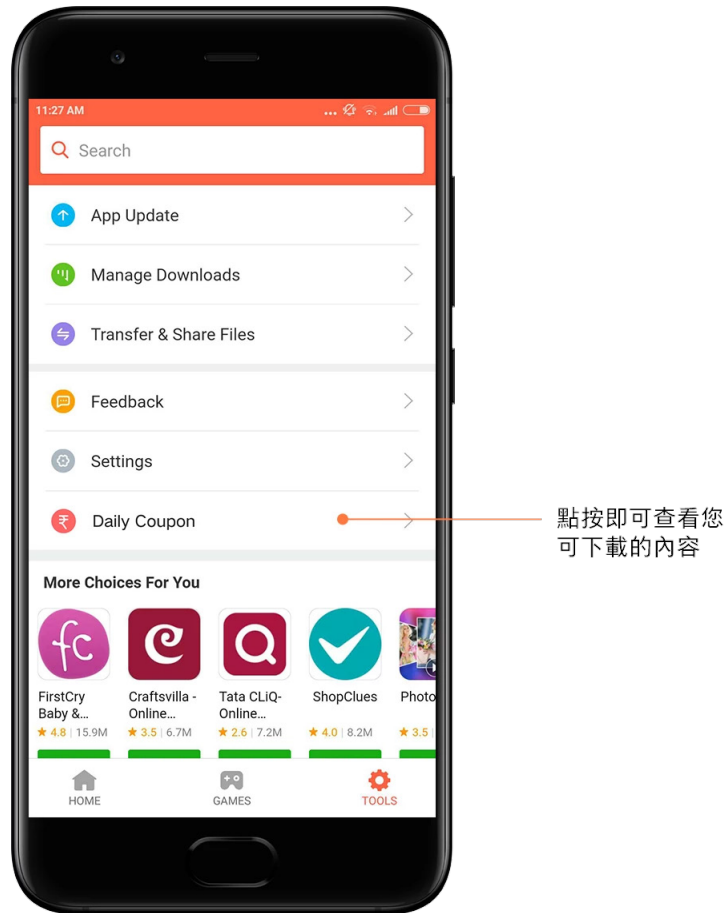 11:27 AM
Search
App Update
Manage Downloads
Transfer & Share Files
Feedback
Settings
Daily Coupon
點按即可查看您
可下載的內容
More Choices For You
fc
FirstCry
Baby &...
★ 4.8 | 15.9M
Craftsvilla -
Online...
★ 3.5 | 6.7M
Tata CLiQ-
Online...
★ 2.6 | 7.2M
ShopClues
★ 4.0 | 8.2M
Photo
★ 3.5 |
HOME
GAMES
TOOLS